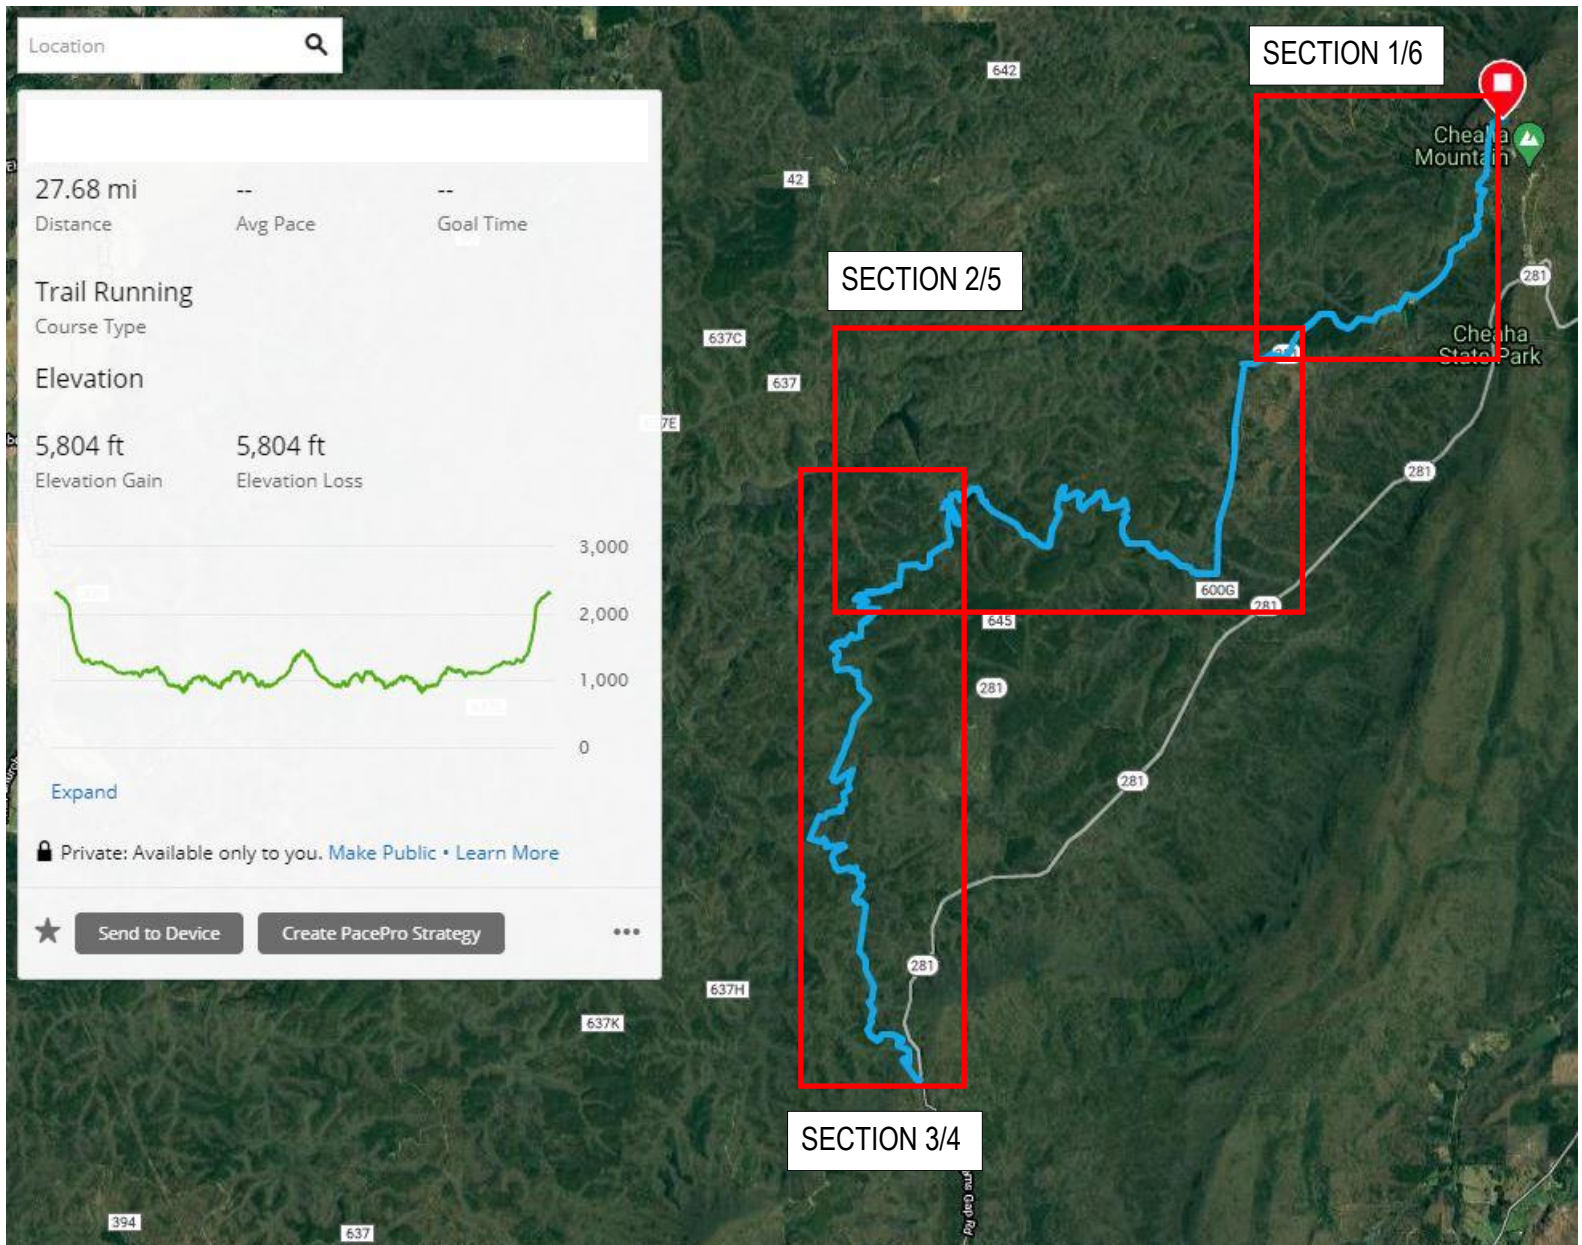 Location
27.68 mi
--
--
Distance
Avg Pace
Goal Time
Trail Running
Course Type
Elevation
5,804 ft
5,804 ft
Elevation Gain
Elevation Loss
3,000
2,000
1,000
0
Expand
Private: Available only to you. Make Public • Learn More
Send to Device
Create PacePro Strategy
•••
SECTION 1/6
642
Cheaha
Mountain
42
281
SECTION 2/5
637C
Cheaha
State Park
637
7E
281
600G
281
645
281
281
281
637H
637K
SECTION 3/4
Gap Rd
394
637